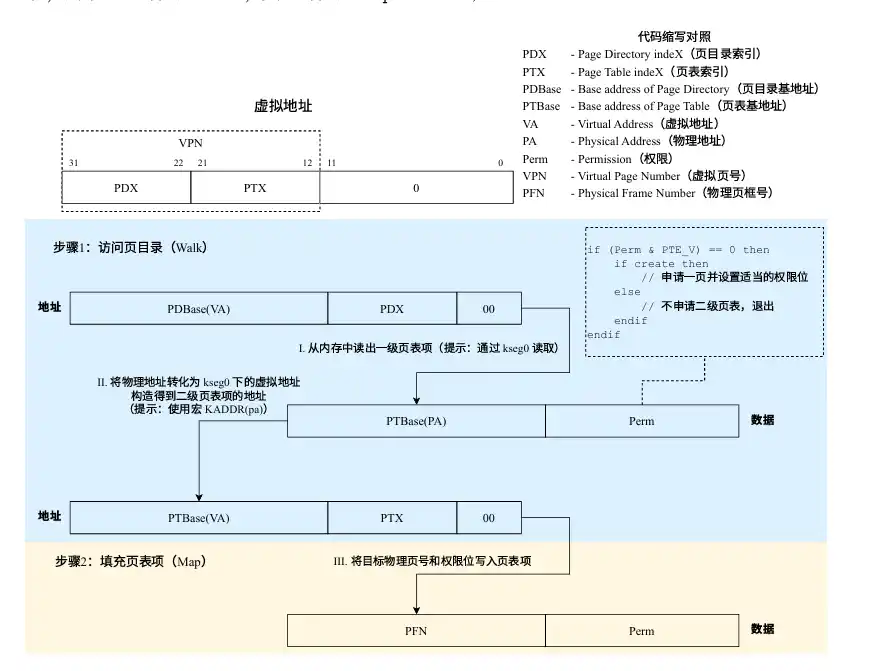 代码缩写对照
PDX - Page Directory indeX（页目录索引）
PTX - Page Table indeX（页表索引）
PDBase - Base address of Page Directory（页目录基地址）
PTBase - Base address of Page Table（页表基地址）
VA - Virtual Address（虚拟地址）
PA - Physical Address（物理地址）
Perm - Permission（权限）
VPN - Virtual Page Number（虚拟页号）
PFN - Physical Frame Number（物理页框号）
虚拟地址
VPN
31 22 21 12 11 0
PDX PTX 0
步骤1：访问页目录（Walk）
if (Perm & PTE_V) == 0 then
if create then
// 申请一页并设置适当的权限位
else
// 不申请二级页表，退出
endif
endif
地址 PDBase(VA) PDX 00
I. 从内存中读出一级页表项（提示：通过 kseg0 读取）
II. 将物理地址转化为 kseg0 下的虚拟地址
构造得到二级页表项的地址
（提示：使用宏 KADDR(pa)）
PTBase(PA) Perm 数据
地址 PTBase(VA) PTX 00
步骤2：填充页表项（Map）
III. 将目标物理页号和权限位写入页表项
PFN Perm 数据